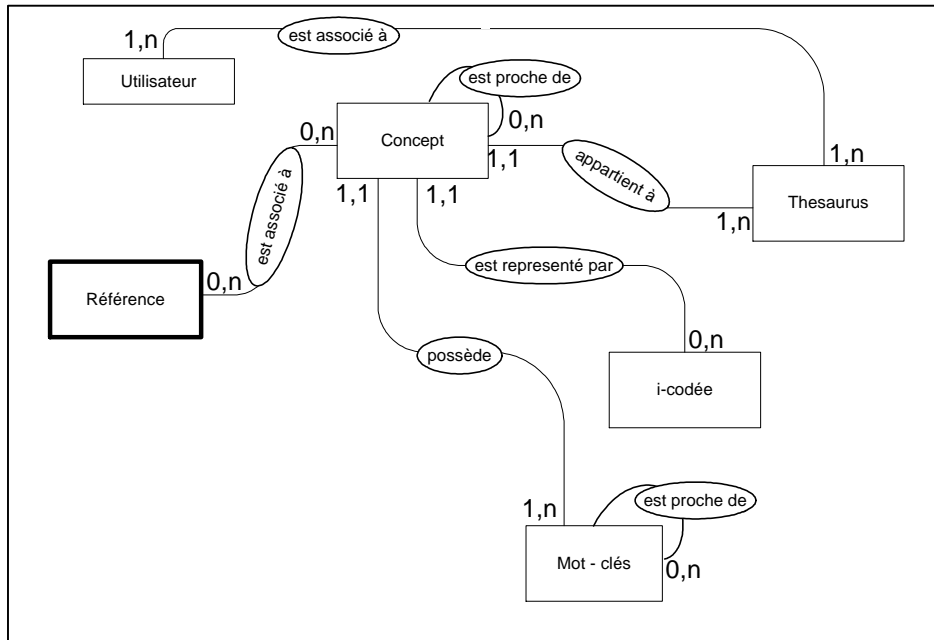 est associé à
1,n
Utilisateur
est proche de
0,n
0,n
Concept
1,1
1,1
1,1
appartient à
1,n
1,n
Thesaurus
est associé à
est representé par
0,n
Référence
0,n
possède
i-codée
1,n
est proche de
Mot - clés
0,n